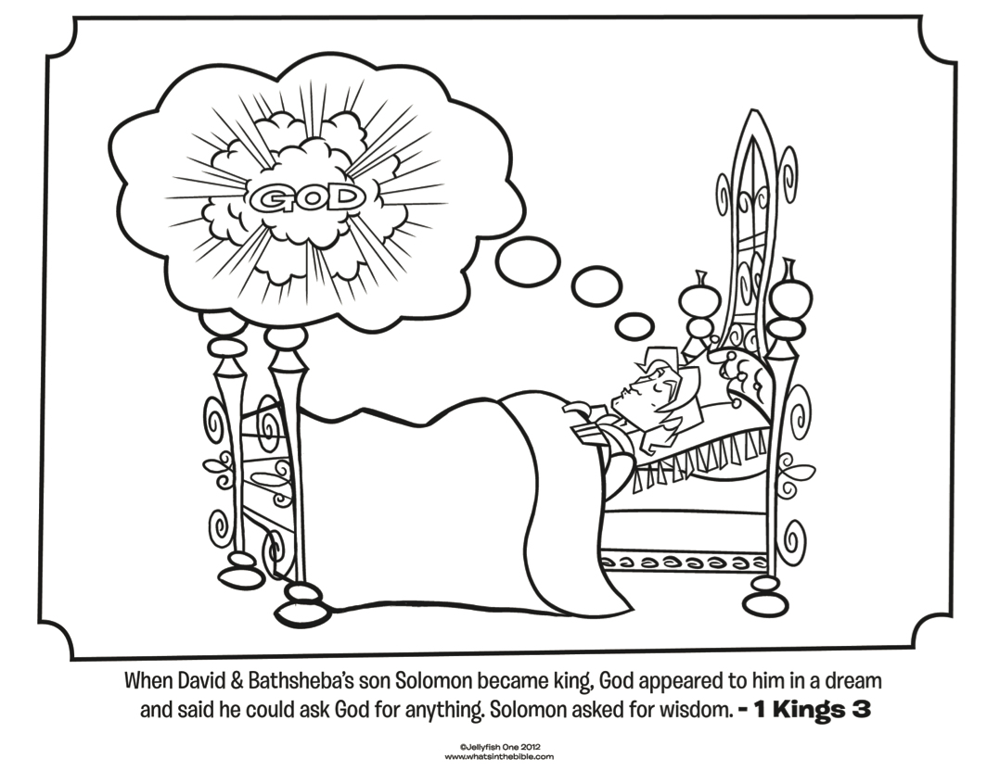 GOD
When David & Bathsheba's son Solomon became king, God appeared to him in a dream
and said he could ask God for anything. Solomon asked for wisdom. - 1 Kings 3
©Jellyfish One 2012
www.whatsinthebible.com